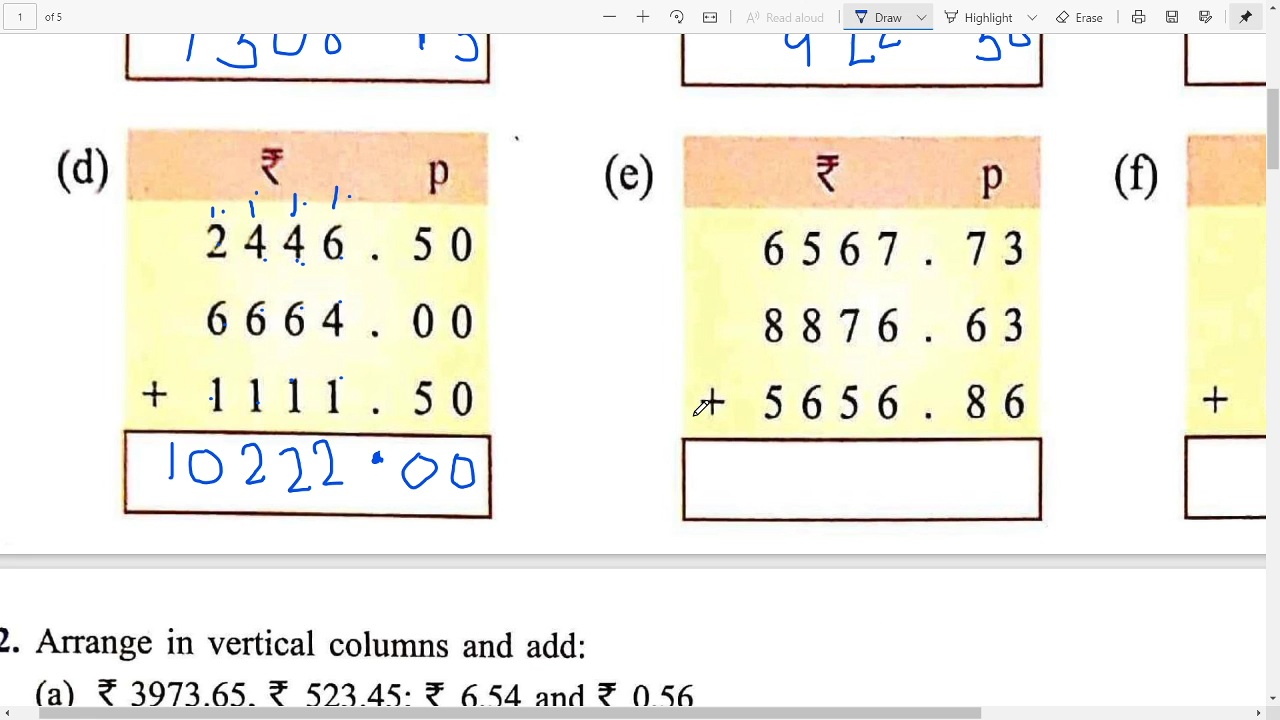 1 of 5 Read aloud Draw Highlight Erase
(d) ₹ p
2446.50
6664.00
+ 1111.50
10222.00
(e) ₹ p
6567.73
8876.63
+ 5656.86
(f)
+
2. Arrange in vertical columns and add:
(a) ₹ 3973.65, ₹ 523.45; ₹ 6.54 and ₹ 0.56